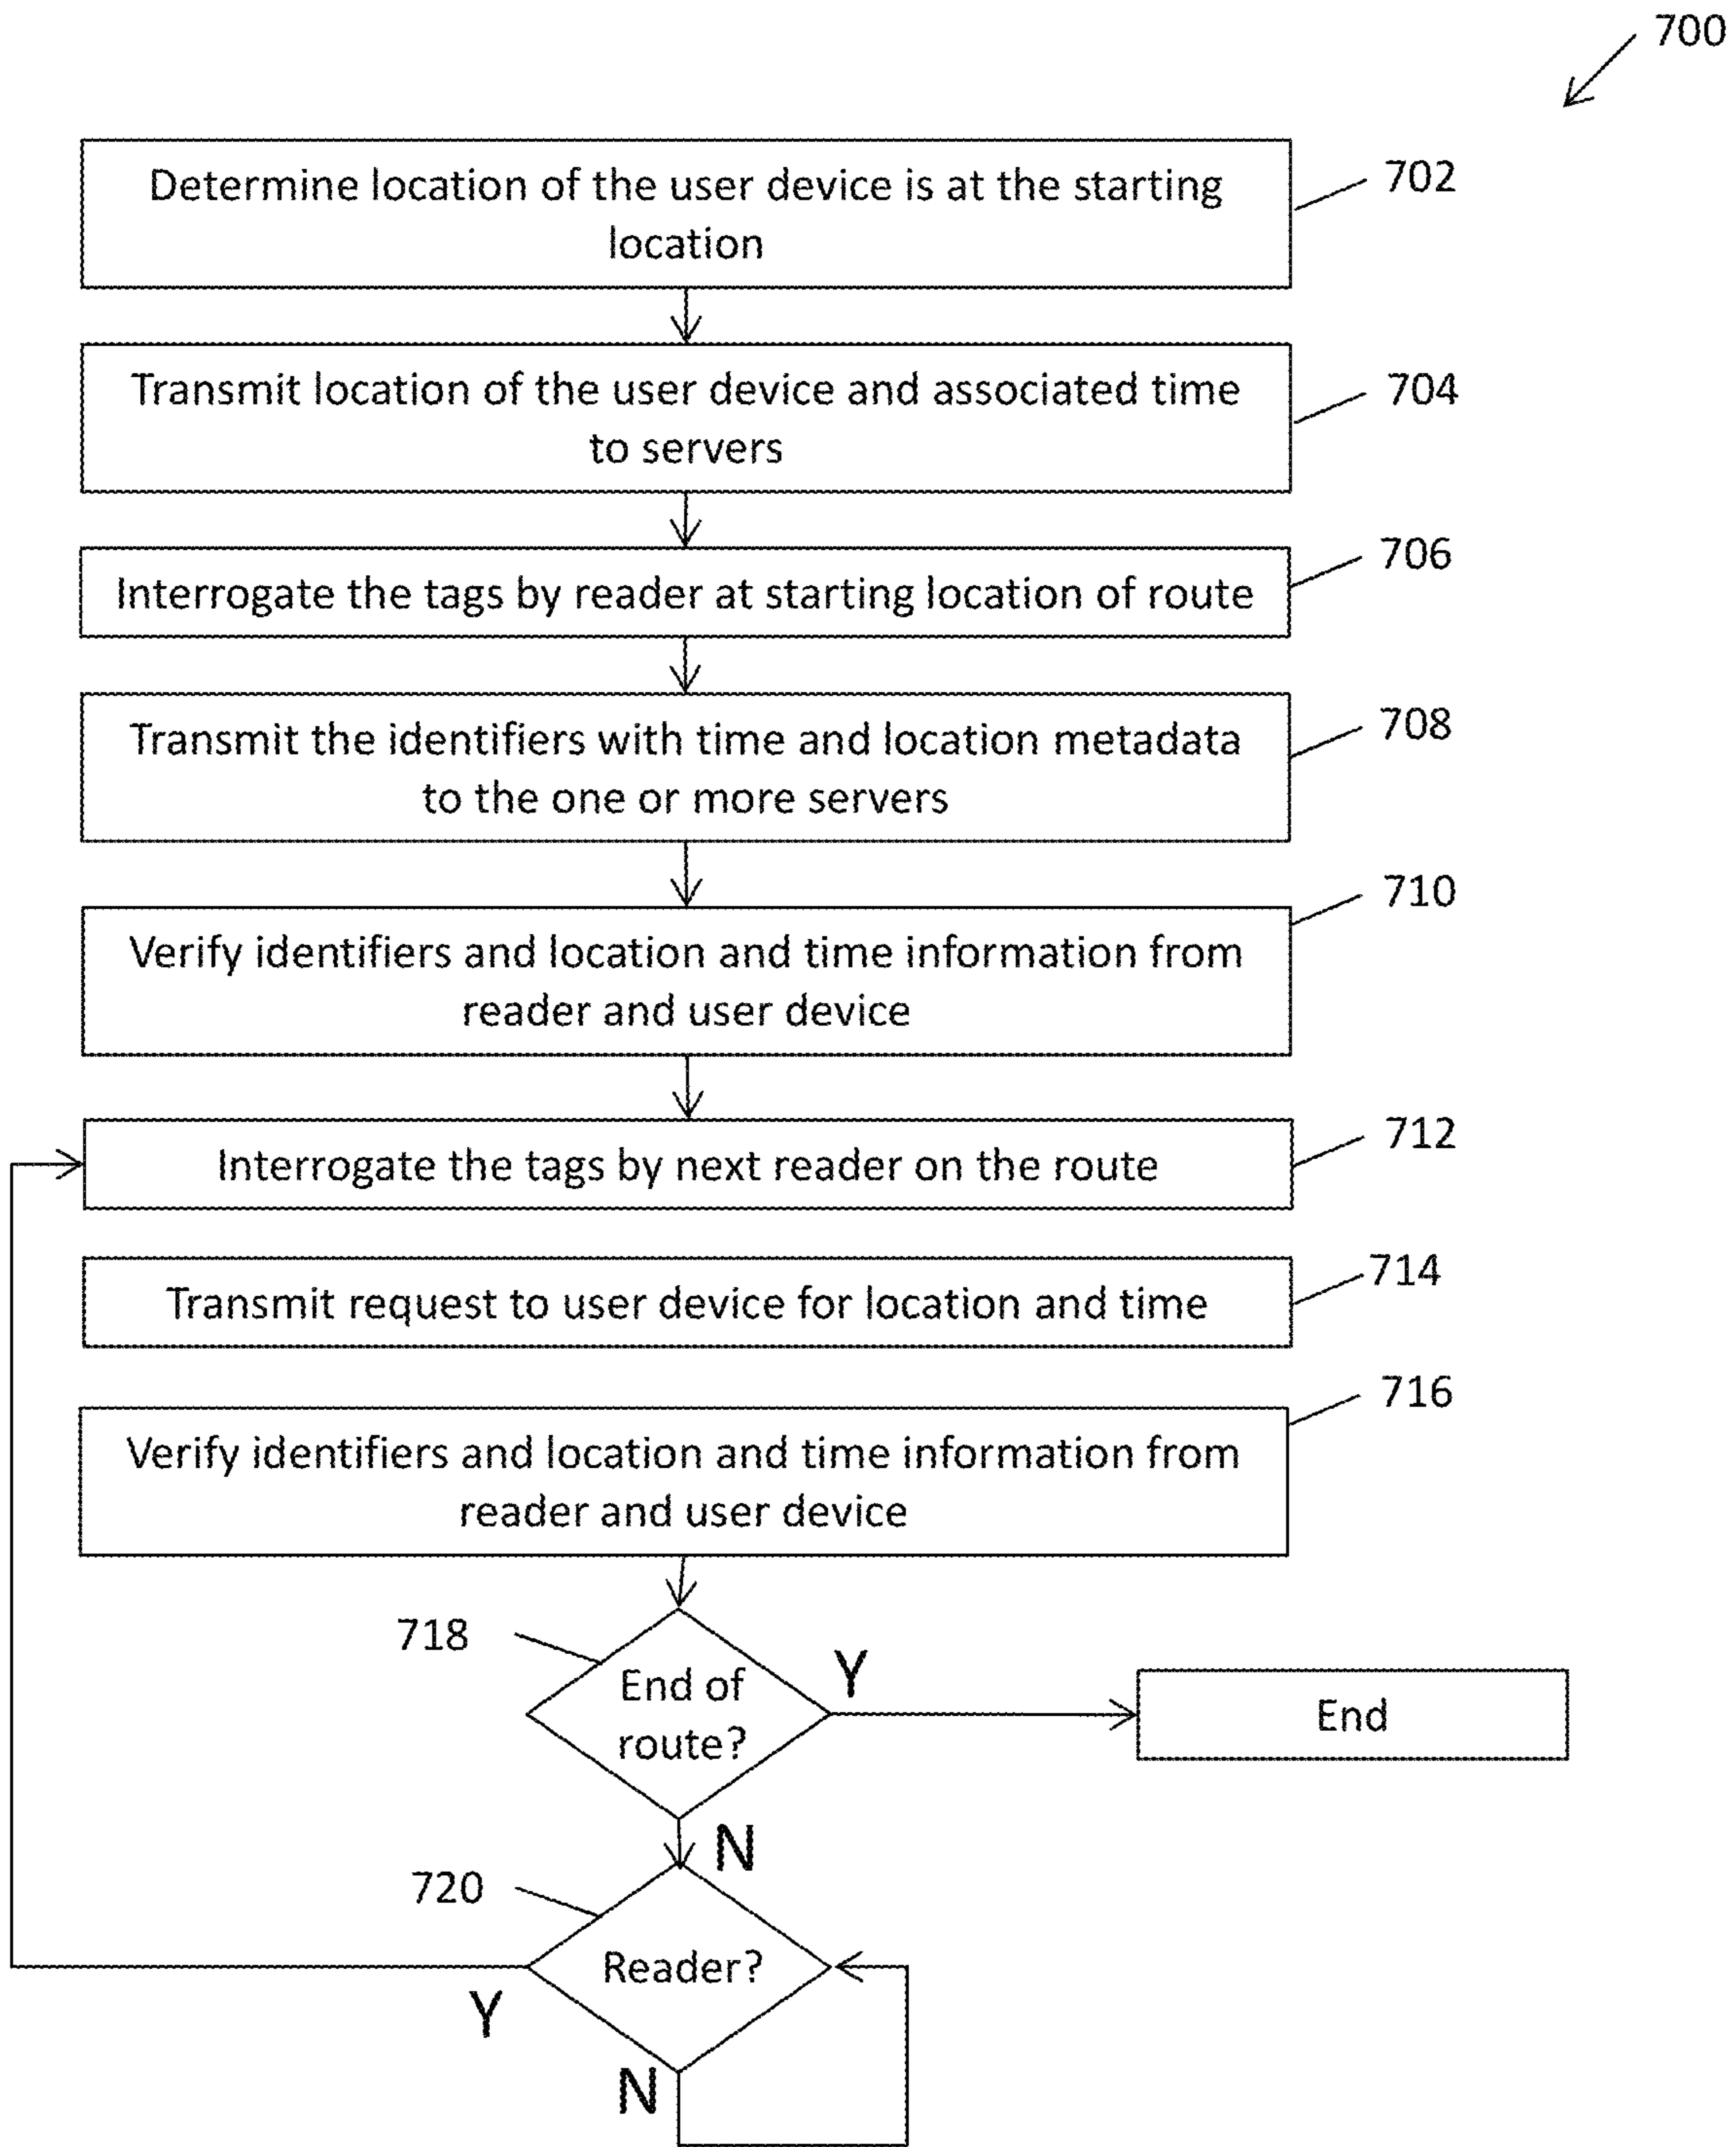 700
Determine location of the user device is at the starting
location
702
Transmit location of the user device and associated time
to servers
704
Interrogate the tags by reader at starting location of route
706
Transmit the identifiers with time and location metadata
to the one or more servers
708
Verify identifiers and location and time information from
reader and user device
710
Interrogate the tags by next reader on the route
712
Transmit request to user device for location and time
714
Verify identifiers and location and time information from
reader and user device
716
718
End of
route?
Y
End
N
720
Reader?
Y
N